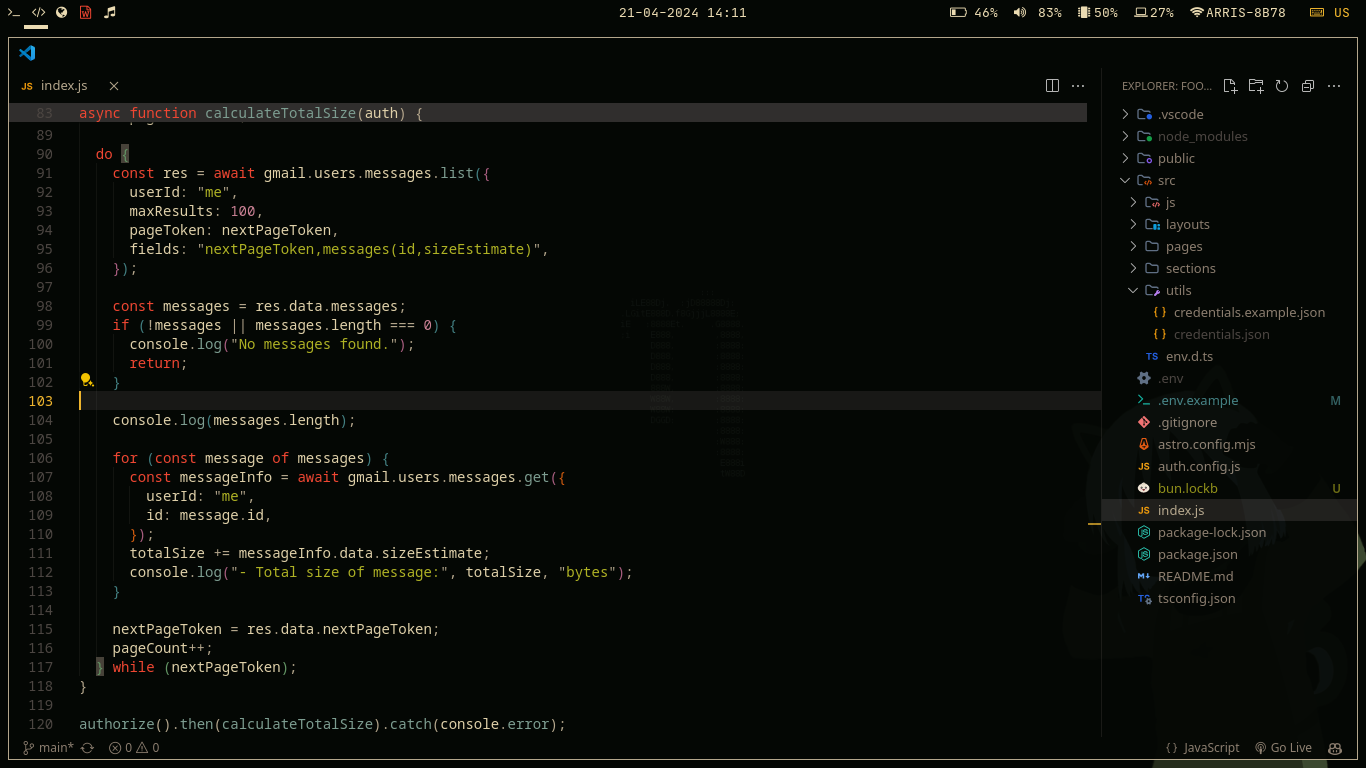 21-04-2024 14:11
46% 83% 50% 27% ARRIS-8B78 US
JS index.js
83 async function calculateTotalSize(auth) {
89
90 do {
91 const res = await gmail.users.messages.list({
92 userId: "me",
93 maxResults: 100,
94 pageToken: nextPageToken,
95 fields: "nextPageToken,messages(id,sizeEstimate)",
96 });
97
98 const messages = res.data.messages;
99 if (!messages || messages.length === 0) {
100 console.log("No messages found.");
101 return;
102 }
103
104 console.log(messages.length);
105
106 for (const message of messages) {
107 const messageInfo = await gmail.users.messages.get({
108 userId: "me",
109 id: message.id,
110 });
111 totalSize += messageInfo.data.sizeEstimate;
112 console.log("- Total size of message:", totalSize, "bytes");
113 }
114
115 nextPageToken = res.data.nextPageToken;
116 pageCount++;
117 } while (nextPageToken);
118 }
119
120 authorize().then(calculateTotalSize).catch(console.error);
EXPLORER: FOO...
.vscode
node_modules
public
src
js
layouts
pages
sections
utils
{ } credentials.example.json
{ } credentials.json
TS env.d.ts
.env
.env.example M
.gitignore
astro.config.mjs
JS auth.config.js
bun.lockb U
JS index.js
package-lock.json
package.json
README.md
tsconfig.json
main* 0 0
{ } JavaScript Go Live